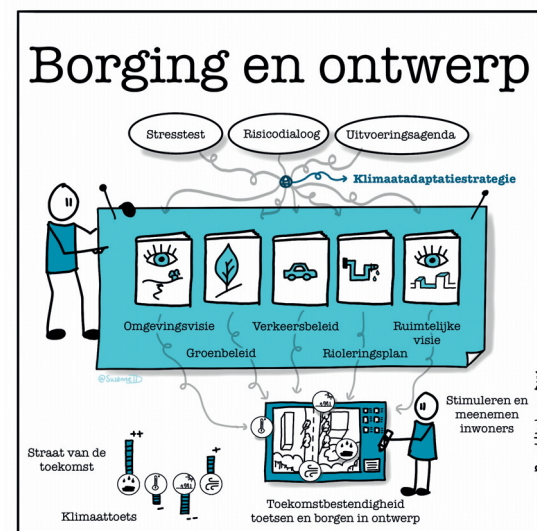 Borging en ontwerp
Stresstest
Risicodialoog
Uitvoeringsagenda
Klimaatadaptatiestrategie
Omgevingsvisie
Verkeersbeleid
Ruimtelijke
visie
Groenbeleid
Rioleringsplan
Stimuleren en
meenemen
inwoners
Straat van de
toekomst
++
+
-
--
Klimaattoets
Toekomstbestendigheid
toetsen en borgen in ontwerp